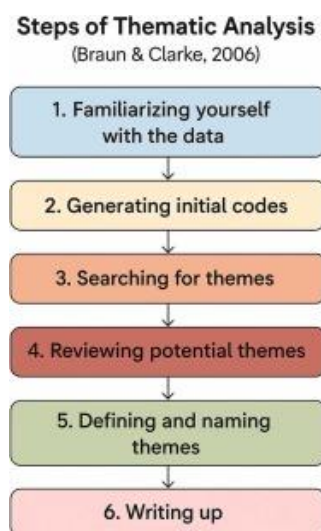 Steps of Thematic Analysis
(Braun & Clarke, 2006)
1. Familiarizing yourself
with the data
2. Generating initial codes
3. Searching for themes
4. Reviewing potential themes
5. Defining and naming
themes
6. Writing up